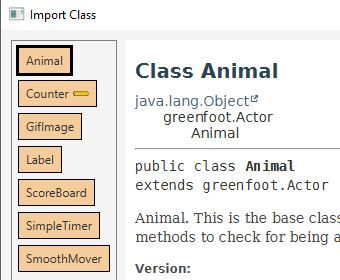 Import Class
Animal
Counter
GifImage
Label
ScoreBoard
SimpleTimer
SmoothMover
Class Animal
java.lang.Object
greenfoot.Actor
Animal
public class Animal
extends greenfoot.Actor
Animal. This is the base clas
methods to check for being a
Version: